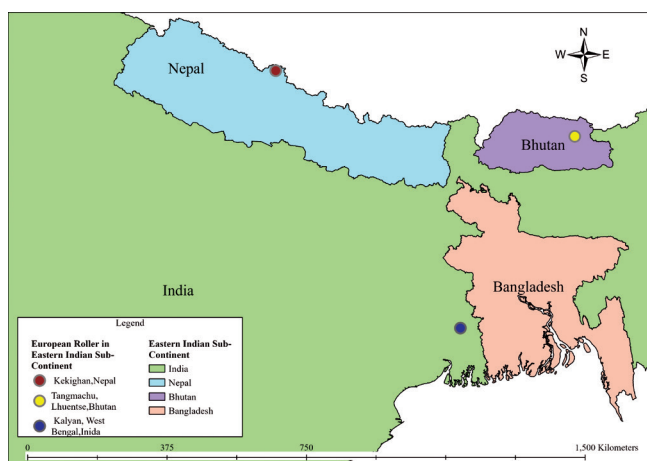 N
W E
S
Nepal
Bhutan
India
Bangladesh
Legend
European Roller in
Eastern Indian Sub-
Continent
Kekighan,Nepal
Tangmachu,
Lhuentse,Bhutan
Kalyan, West
Bengal,Inida
Eastern Indian Sub-
Continent
India
Nepal
Bhutan
Bangladesh
0 375 750 1,500 Kilometers